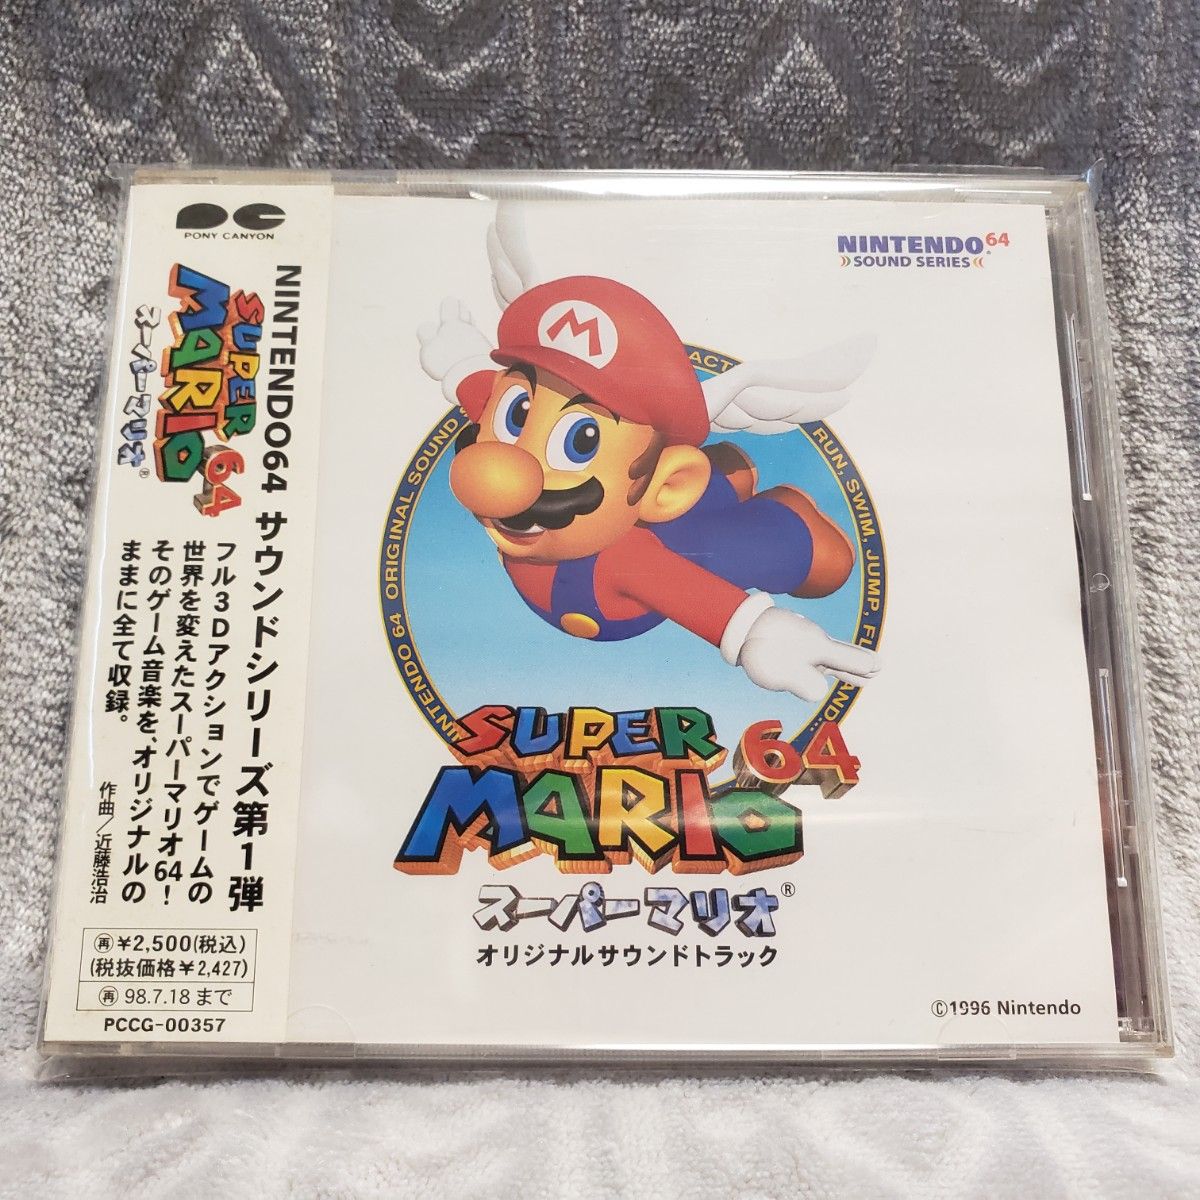 PONY CANYON
NINTENDO64 サウンドシリーズ第1弾
SUPER
MARIO
64
スーパーマリオ®
フル3Dアクションでゲームの
世界を変えたスーパーマリオ64!
そのゲーム音楽を、オリジナルの
ままに全て収録。
作曲/近藤浩治
再¥2,500(税込)
(税抜価格¥2,427)
再98.7.18まで
PCCG-00357
NINTENDO64
SOUND SERIES
M
NINTENDO 64 ORIGINAL SOUND
RUN, SWIM, JUMP,
AND...
SUPER
MARIO
64
スーパーマリオ®
オリジナルサウンドトラック
©1996 Nintendo